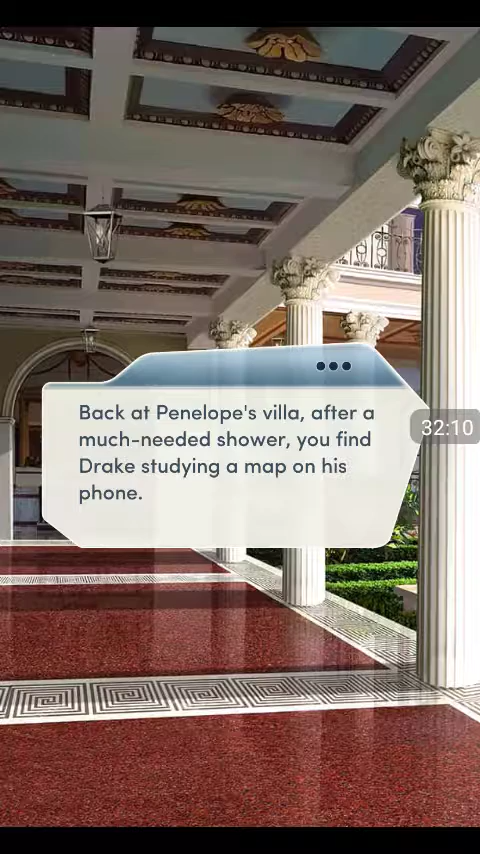 Back at Penelope's villa, after a
much-needed shower, you find
Drake studying a map on his
phone.
32:10